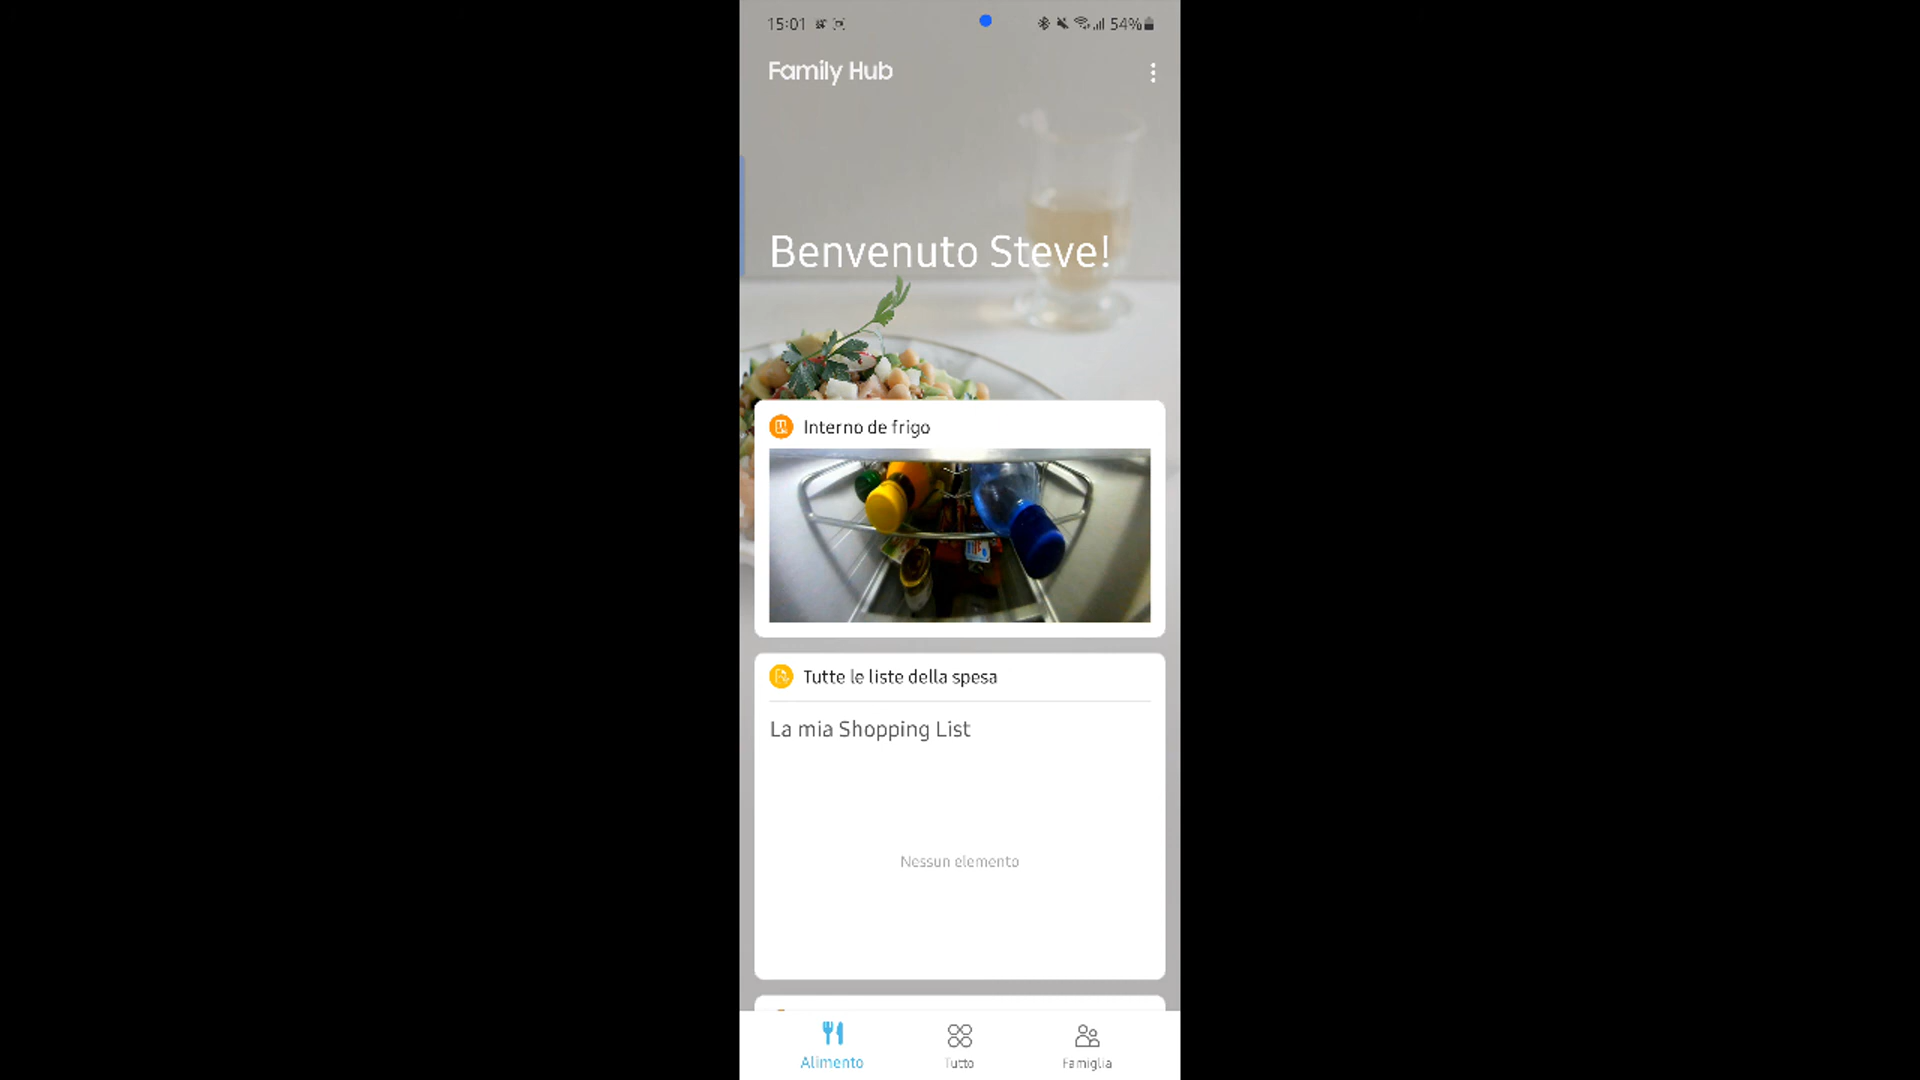 15:01
54%
Family Hub
Benvenuto Steve!
Interno de frigo
Tutte le liste della spesa
La mia Shopping List
Nessun elemento
Alimento
Tutto
Famiglia